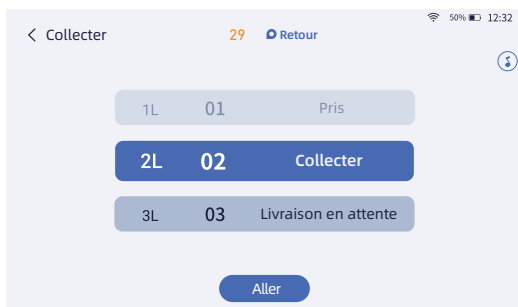 50% 12:32
Collecter 29 Retour
1L 01 Pris
2L 02 Collecter
3L 03 Livraison en attente
Aller